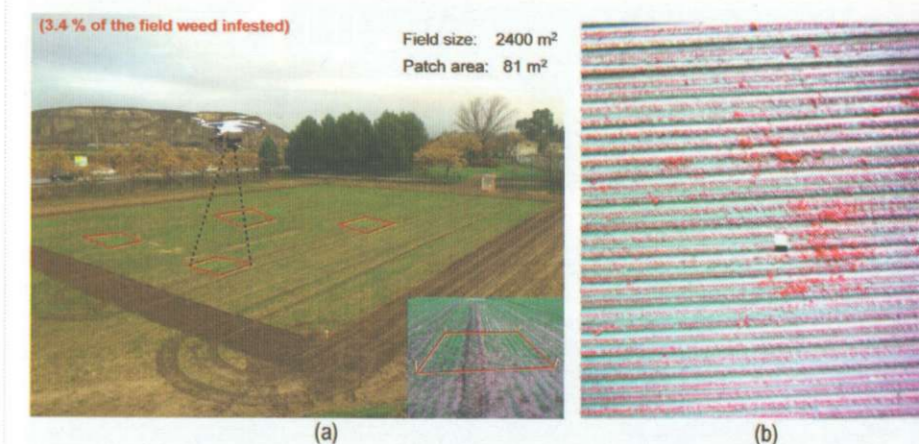 (3.4 % of the field weed infested)
Field size: 2400 m²
Patch area: 81 m²
(a)
(b)